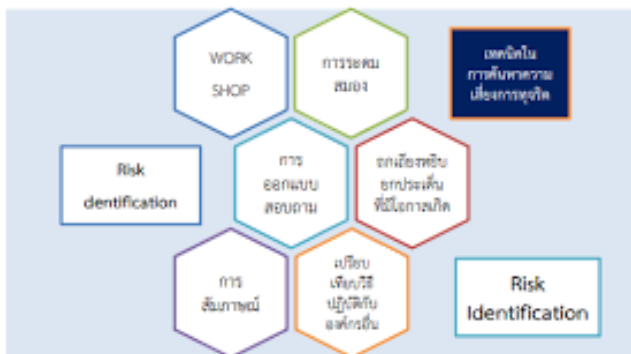 WORK
SHOP
การระดม
สมอง
เทคนิคใน
การค้นหาความ
เสี่ยงการทุจริต
Risk
dentification
การ
ออกแบบ
สอบถาม
ถกเถียงหยิบ
ยกประเด็น
ที่มีโอกาสเกิด
การ
สัมภาษณ์
เปรียบ
เทียบวิธี
ปฏิบัติกับ
องค์กรอื่น
Risk
Identification